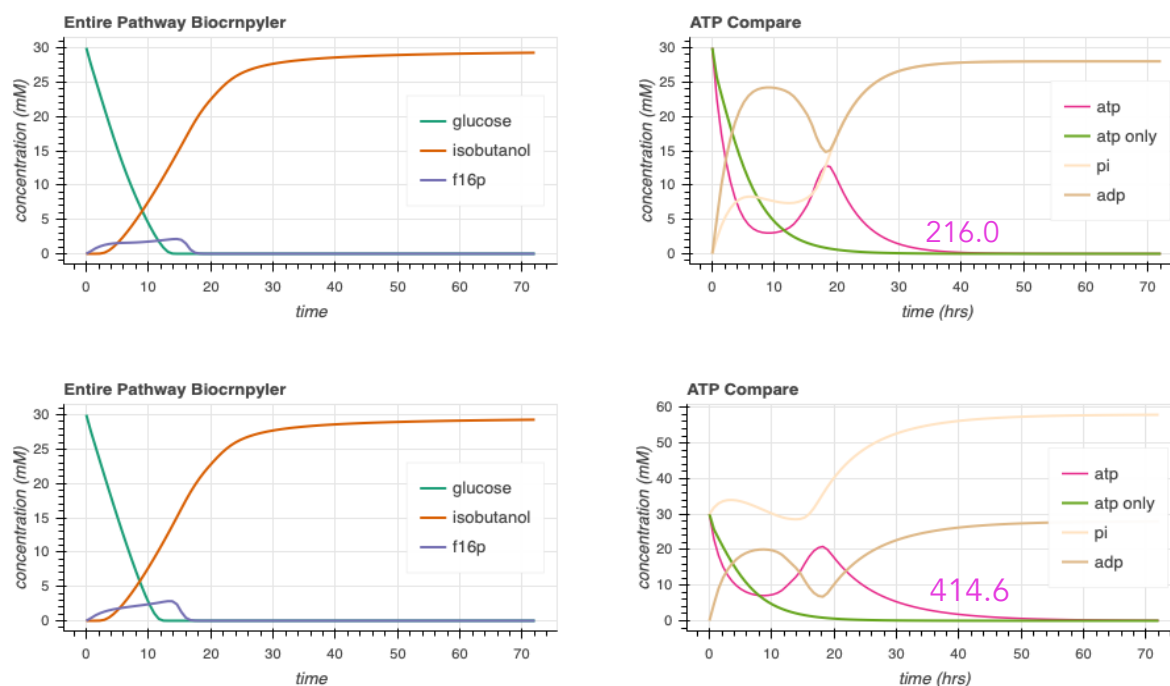 Entire Pathway Biocrnpyler
concentration (mM)
30
25
20
15
10
5
0
0 10 20 30 40 50 60 70
time
glucose
isobutanol
f16p
ATP Compare
concentration (mM)
30
25
20
15
10
5
0
0 10 20 30 40 50 60 70
time (hrs)
atp
atp only
pi
adp
216.0
Entire Pathway Biocrnpyler
concentration (mM)
30
25
20
15
10
5
0
0 10 20 30 40 50 60 70
time
glucose
isobutanol
f16p
ATP Compare
concentration (mM)
60
50
40
30
20
10
0
0 10 20 30 40 50 60 70
time (hrs)
atp
atp only
pi
adp
414.6